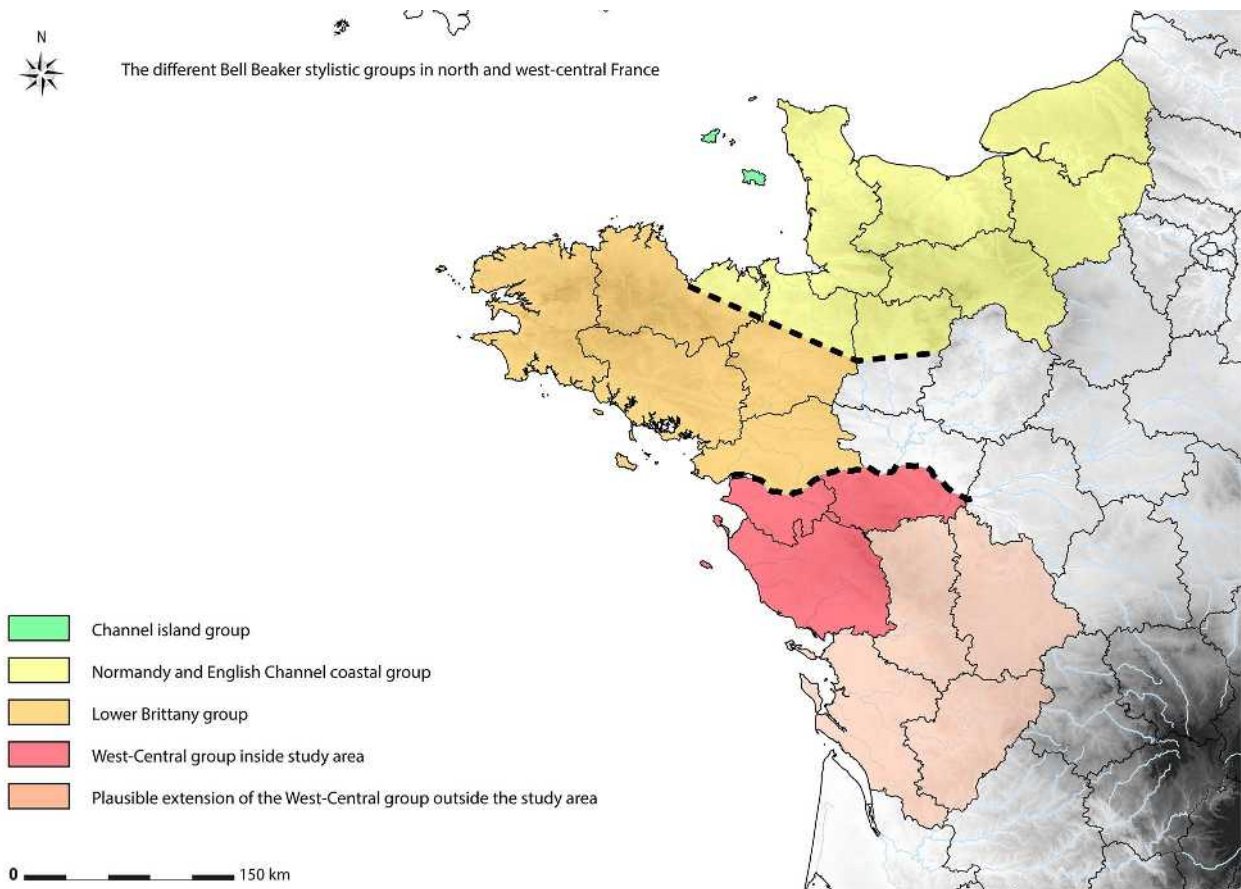 N
The different Bell Beaker stylistic groups in north and west-central France
Channel island group
Normandy and English Channel coastal group
Lower Brittany group
West-Central group inside study area
Plausible extension of the West-Central group outside the study area
0 150 km